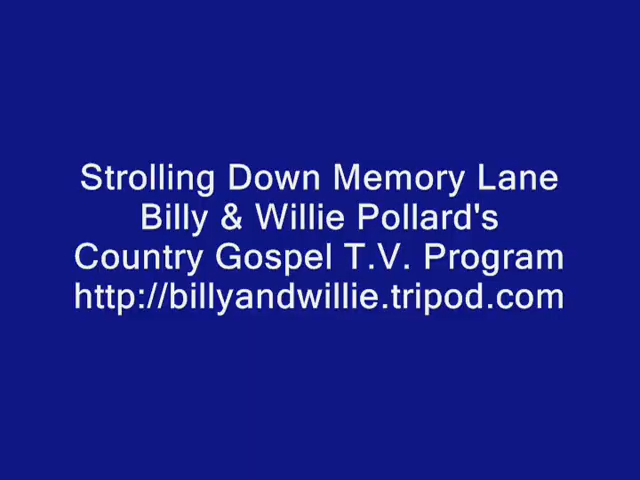 Strolling Down Memory Lane
Billy & Willie Pollard's
Country Gospel T.V. Program
http://billyandwillie.tripod.com